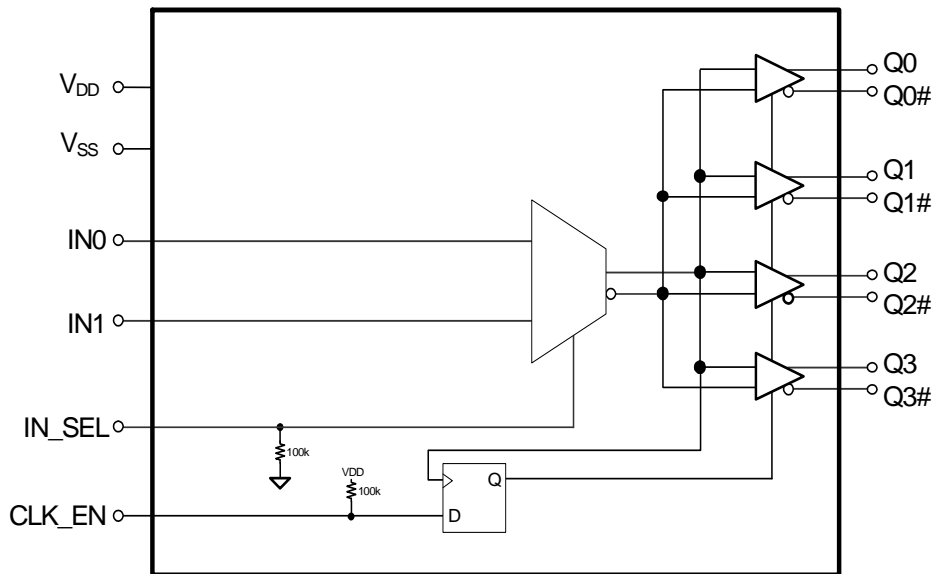 VDD
VSS
IN0
IN1
IN_SEL
CLK_EN
100k
VDD
100k
Q
D
Q0
Q0#
Q1
Q1#
Q2
Q2#
Q3
Q3#